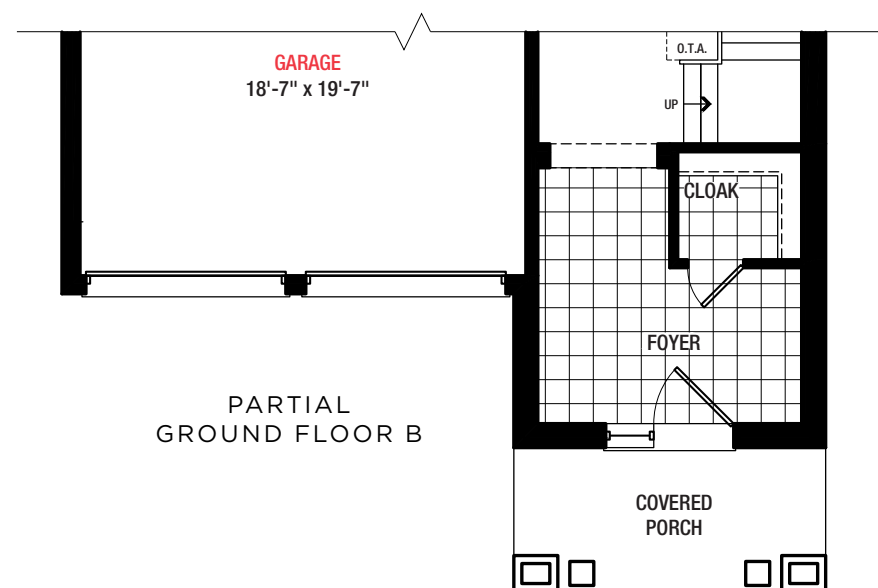 GARAGE
18'-7" x 19'-7"
O.T.A.
UP
CLOAK
FOYER
PARTIAL
GROUND FLOOR B
COVERED
PORCH